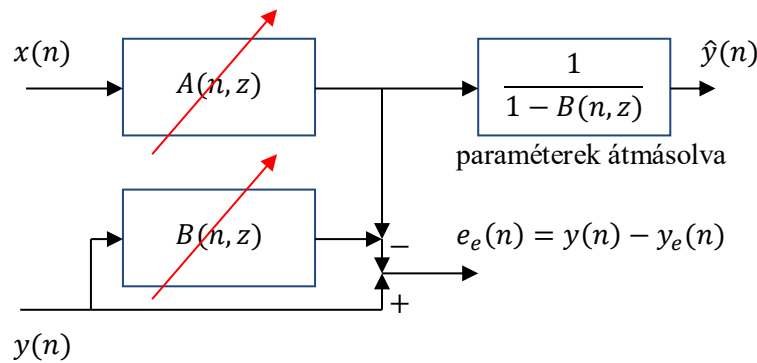 x(n)
A(n, z)
1
1 − B(n, z)
ŷ(n)
paraméterek átmásolva
B(n, z)
−
e_e(n) = y(n) − y_e(n)
+
y(n)